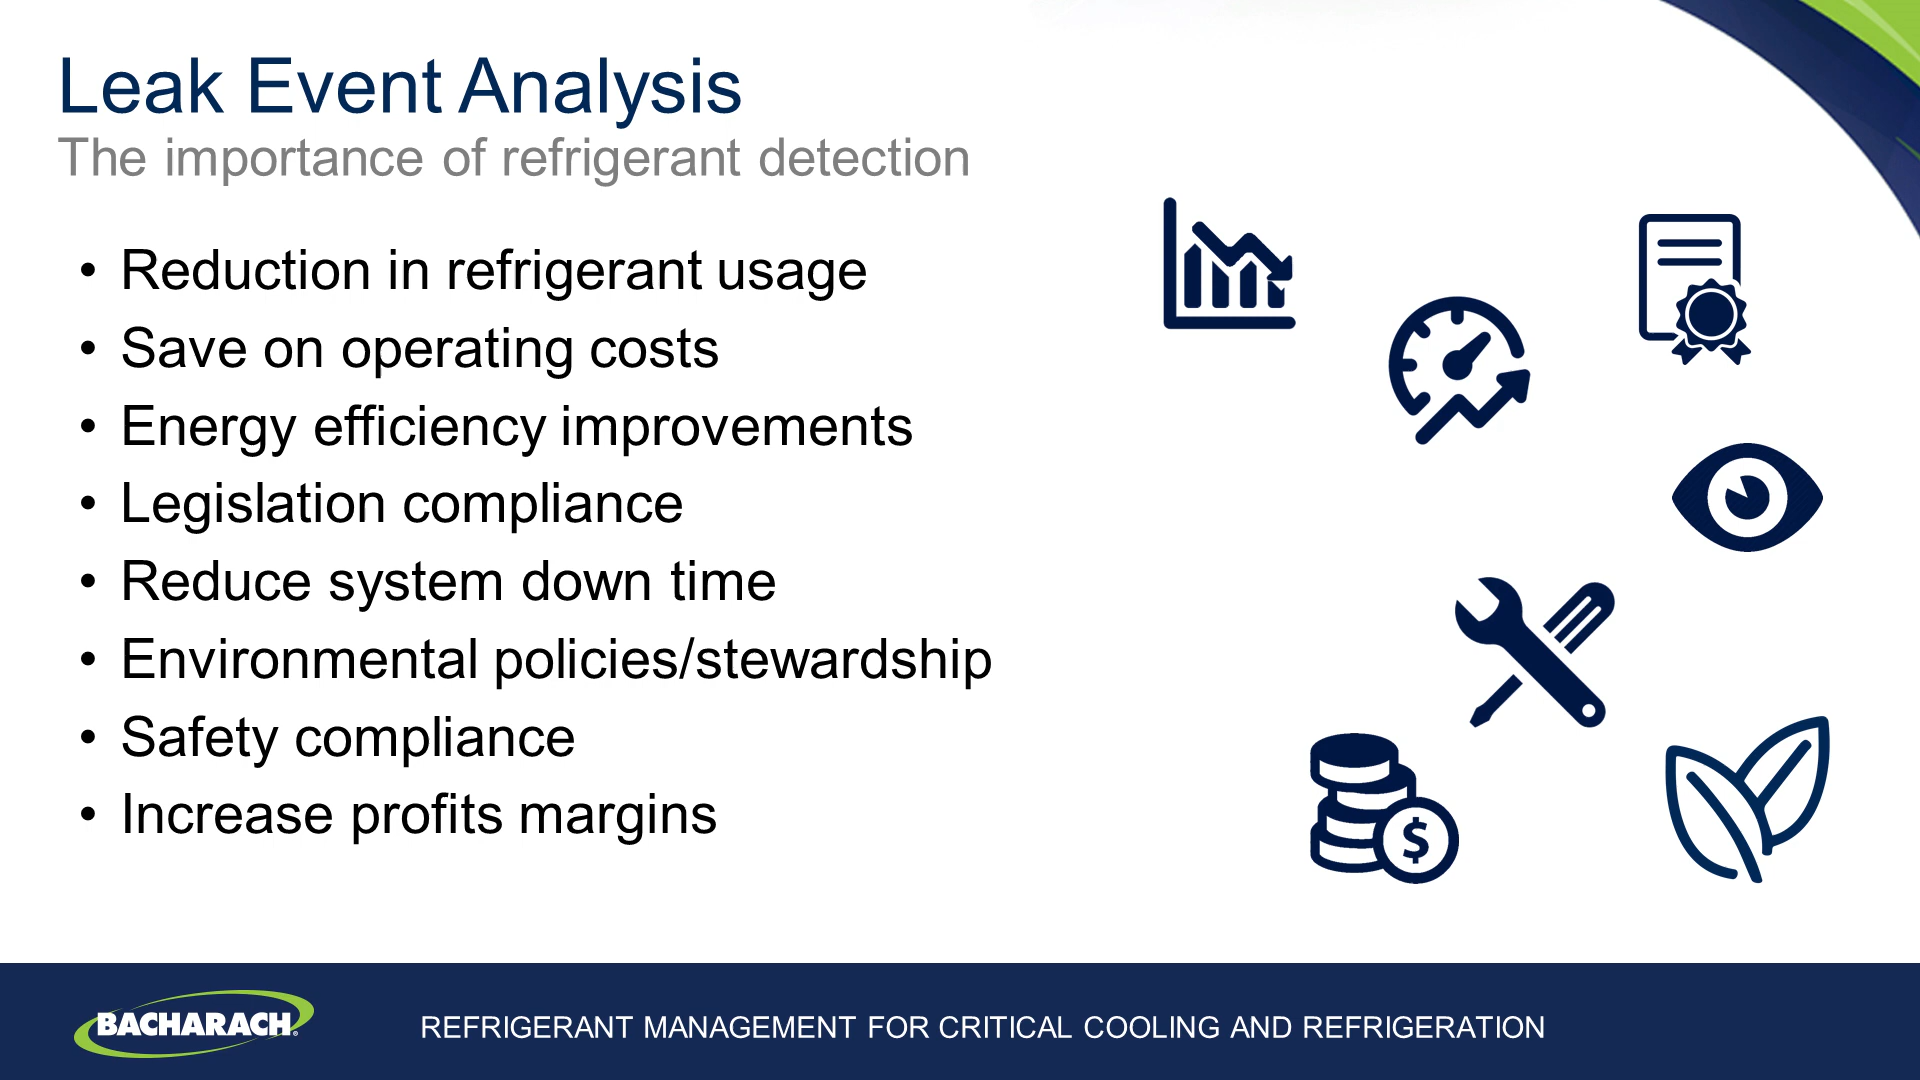 Leak Event Analysis
The importance of refrigerant detection
• Reduction in refrigerant usage
• Save on operating costs
• Energy efficiency improvements
• Legislation compliance
• Reduce system down time
• Environmental policies/stewardship
• Safety compliance
• Increase profits margins
$
BACHARACH®
REFRIGERANT MANAGEMENT FOR CRITICAL COOLING AND REFRIGERATION